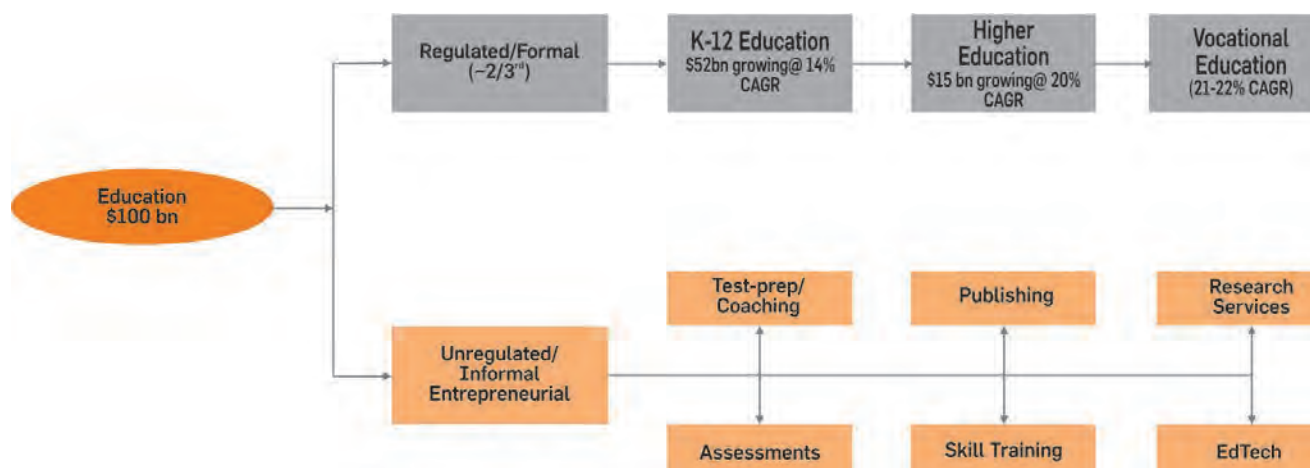 Regulated/Formal
(~2/3rd)
K-12 Education
$52bn growing@ 14%
CAGR
Higher
Education
$15 bn growing@ 20%
CAGR
Vocational
Education
(21-22% CAGR)
Education
$100 bn
Unregulated/
Informal
Entrepreneurial
Test-prep/
Coaching
Publishing
Research
Services
Assessments
Skill Training
EdTech